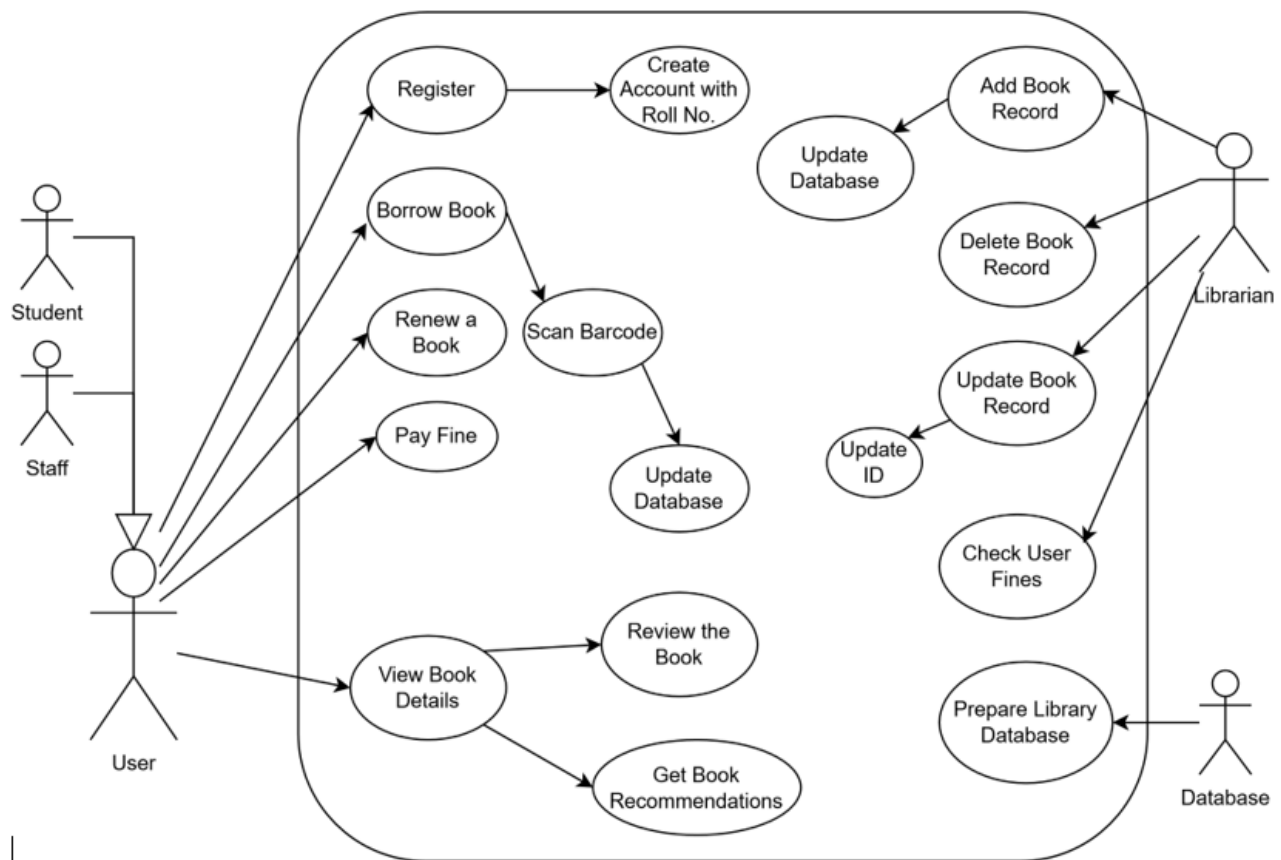 Register
Create
Account with
Roll No.
Add Book
Record
Update
Database
Borrow Book
Delete Book
Record
Librarian
Student
Renew a
Book
Scan Barcode
Update Book
Record
Staff
Pay Fine
Update
ID
Update
Database
Check User
Fines
Review the
Book
View Book
Details
Prepare Library
Database
User
Get Book
Recommendations
Database